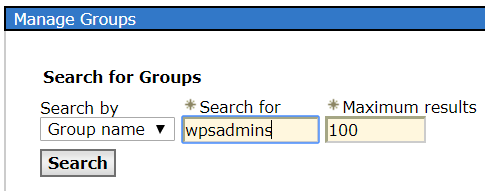 Manage Groups
Search for Groups
Search by ✳Search for ✳Maximum results
Group name ▼ wpsadmins 100
Search